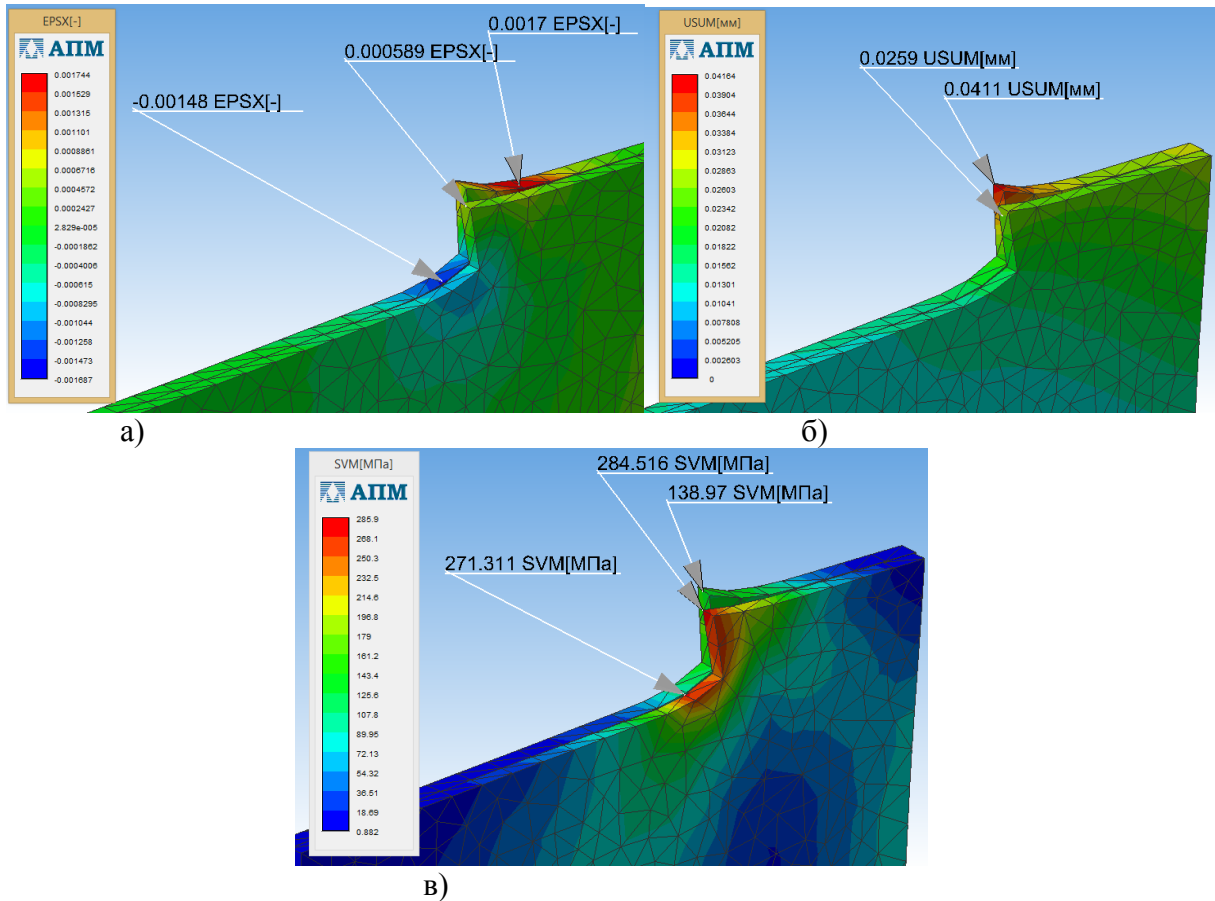 EPSX[-]
АПМ
0.001744
0.001529
0.001315
0.001101
0.0008861
0.0006716
0.0004572
0.0002427
2.829e-005
-0.0001862
-0.0004006
-0.000615
-0.0008295
-0.001044
-0.001258
-0.001473
-0.001687
0.0017 EPSX[-]
0.000589 EPSX[-]
-0.00148 EPSX[-]
а)
USUM[мм]
АПМ
0.04164
0.03904
0.03644
0.03384
0.03123
0.02863
0.02603
0.02342
0.02082
0.01822
0.01562
0.01301
0.01041
0.007808
0.005205
0.002603
0
0.0259 USUM[мм]
0.0411 USUM[мм]
б)
SVM[МПа]
АПМ
285.9
268.1
250.3
232.5
214.6
196.8
179
161.2
143.4
125.6
107.8
89.95
72.13
54.32
36.51
18.69
0.882
284.516 SVM[МПа]
138.97 SVM[МПа]
271.311 SVM[МПа]
в)